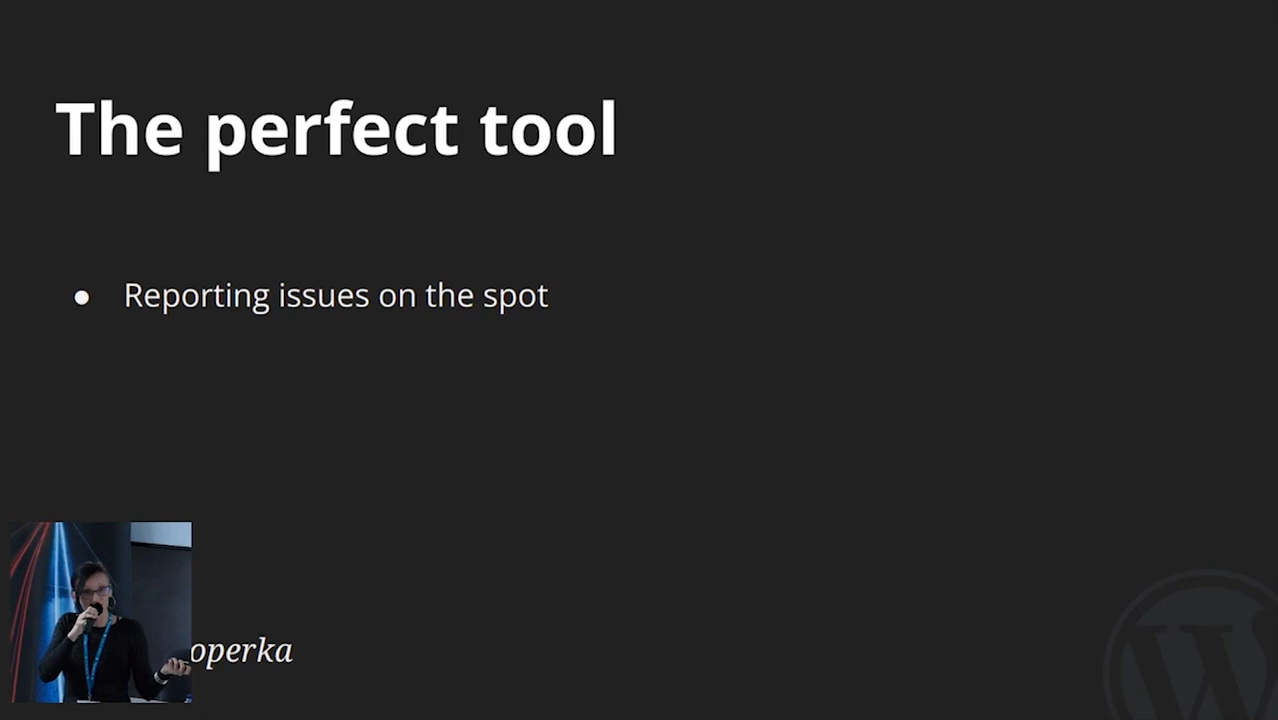 The perfect tool
● Reporting issues on the spot
operka